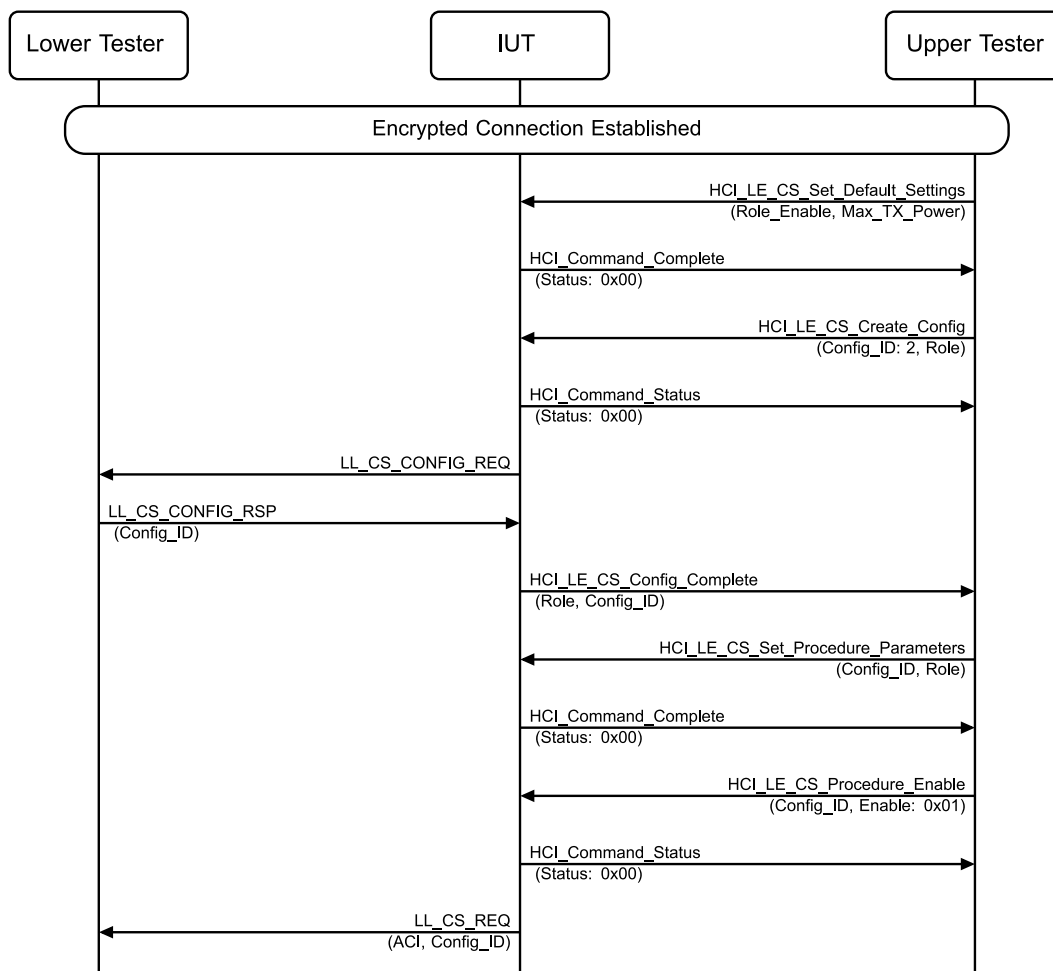 Lower Tester
IUT
Upper Tester
Encrypted Connection Established
HCI_LE_CS_Set_Default_Settings
(Role_Enable, Max_TX_Power)
HCI_Command_Complete
(Status: 0x00)
HCI_LE_CS_Create_Config
(Config_ID: 2, Role)
HCI_Command_Status
(Status: 0x00)
LL_CS_CONFIG_REQ
LL_CS_CONFIG_RSP
(Config_ID)
HCI_LE_CS_Config_Complete
(Role, Config_ID)
HCI_LE_CS_Set_Procedure_Parameters
(Config_ID, Role)
HCI_Command_Complete
(Status: 0x00)
HCI_LE_CS_Procedure_Enable
(Config_ID, Enable: 0x01)
HCI_Command_Status
(Status: 0x00)
LL_CS_REQ
(ACI, Config_ID)